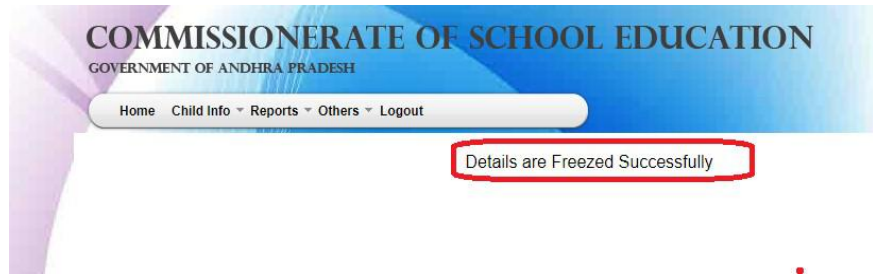 COMMISSIONERATE OF SCHOOL EDUCATION
GOVERNMENT OF ANDHRA PRADESH
Home Child Info Reports Others Logout
Details are Freezed Successfully